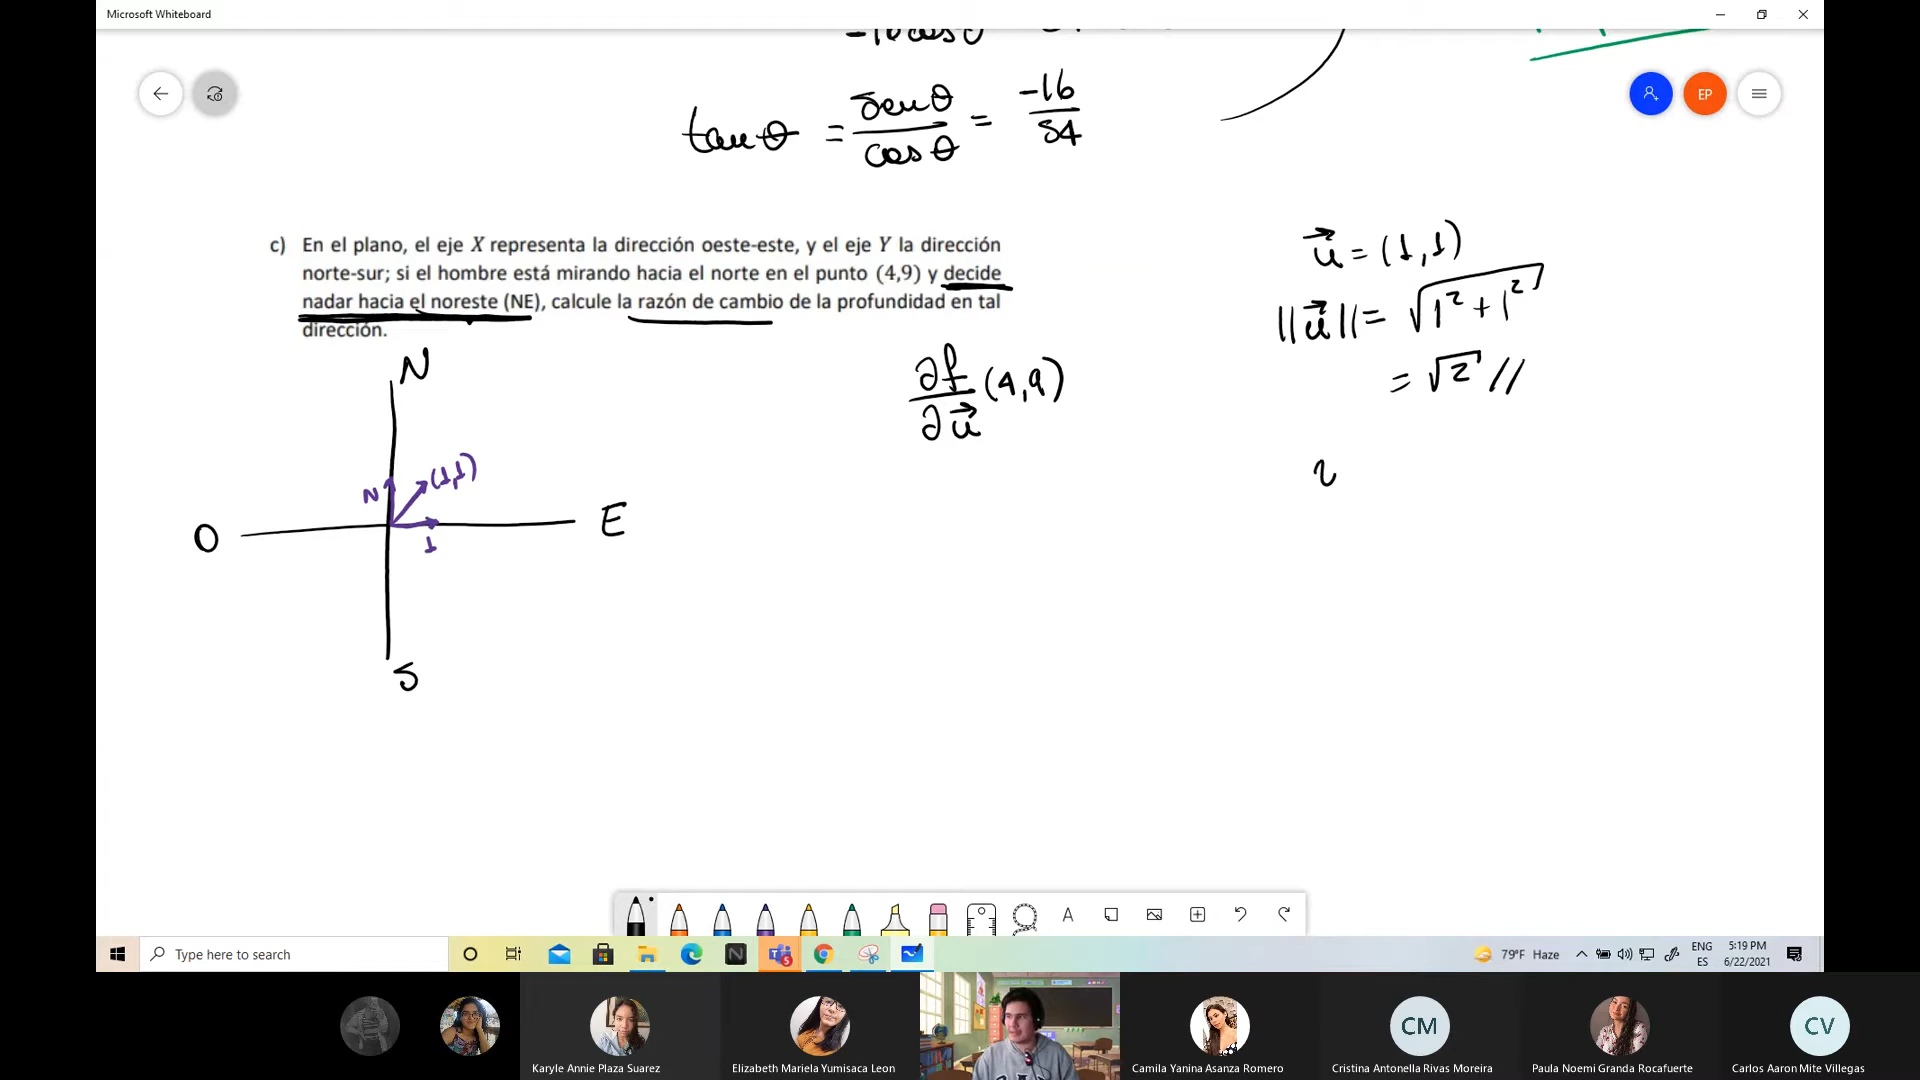 Microsoft Whiteboard
EP
tan θ = sen θ / cos θ = -16 / 54
c) En el plano, el eje X representa la dirección oeste-este, y el eje Y la dirección
norte-sur; si el hombre está mirando hacia el norte en el punto (4,9) y decide
nadar hacia el noreste (NE), calcule la razón de cambio de la profundidad en tal
dirección.
u⃗ = (1,1)
||u⃗|| = √(1² + 1²)
= √2 //
∂f/∂u⃗ (4,9)
N
N (1,1)
O E
1
S
Type here to search
79°F Haze
ENG
ES
5:19 PM
6/22/2021
Karyle Annie Plaza Suarez
Elizabeth Mariela Yumisaca Leon
Camila Yanina Asanza Romero
CM
Cristina Antonella Rivas Moreira
Paula Noemi Granda Rocafuerte
CV
Carlos Aaron Mite Villegas